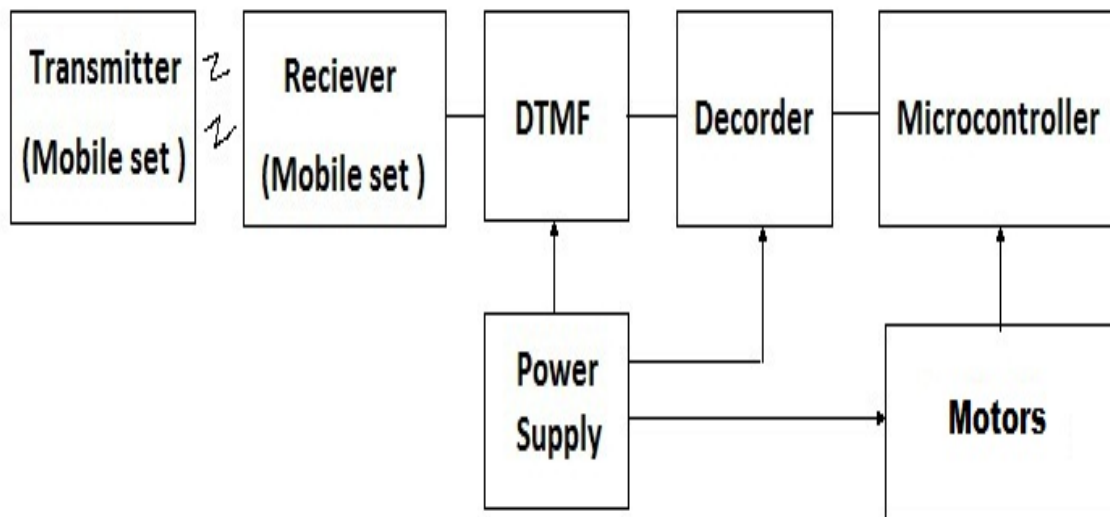 Transmitter
(Mobile set )
Reciever
(Mobile set )
DTMF
Decorder
Microcontroller
Power
Supply
Motors